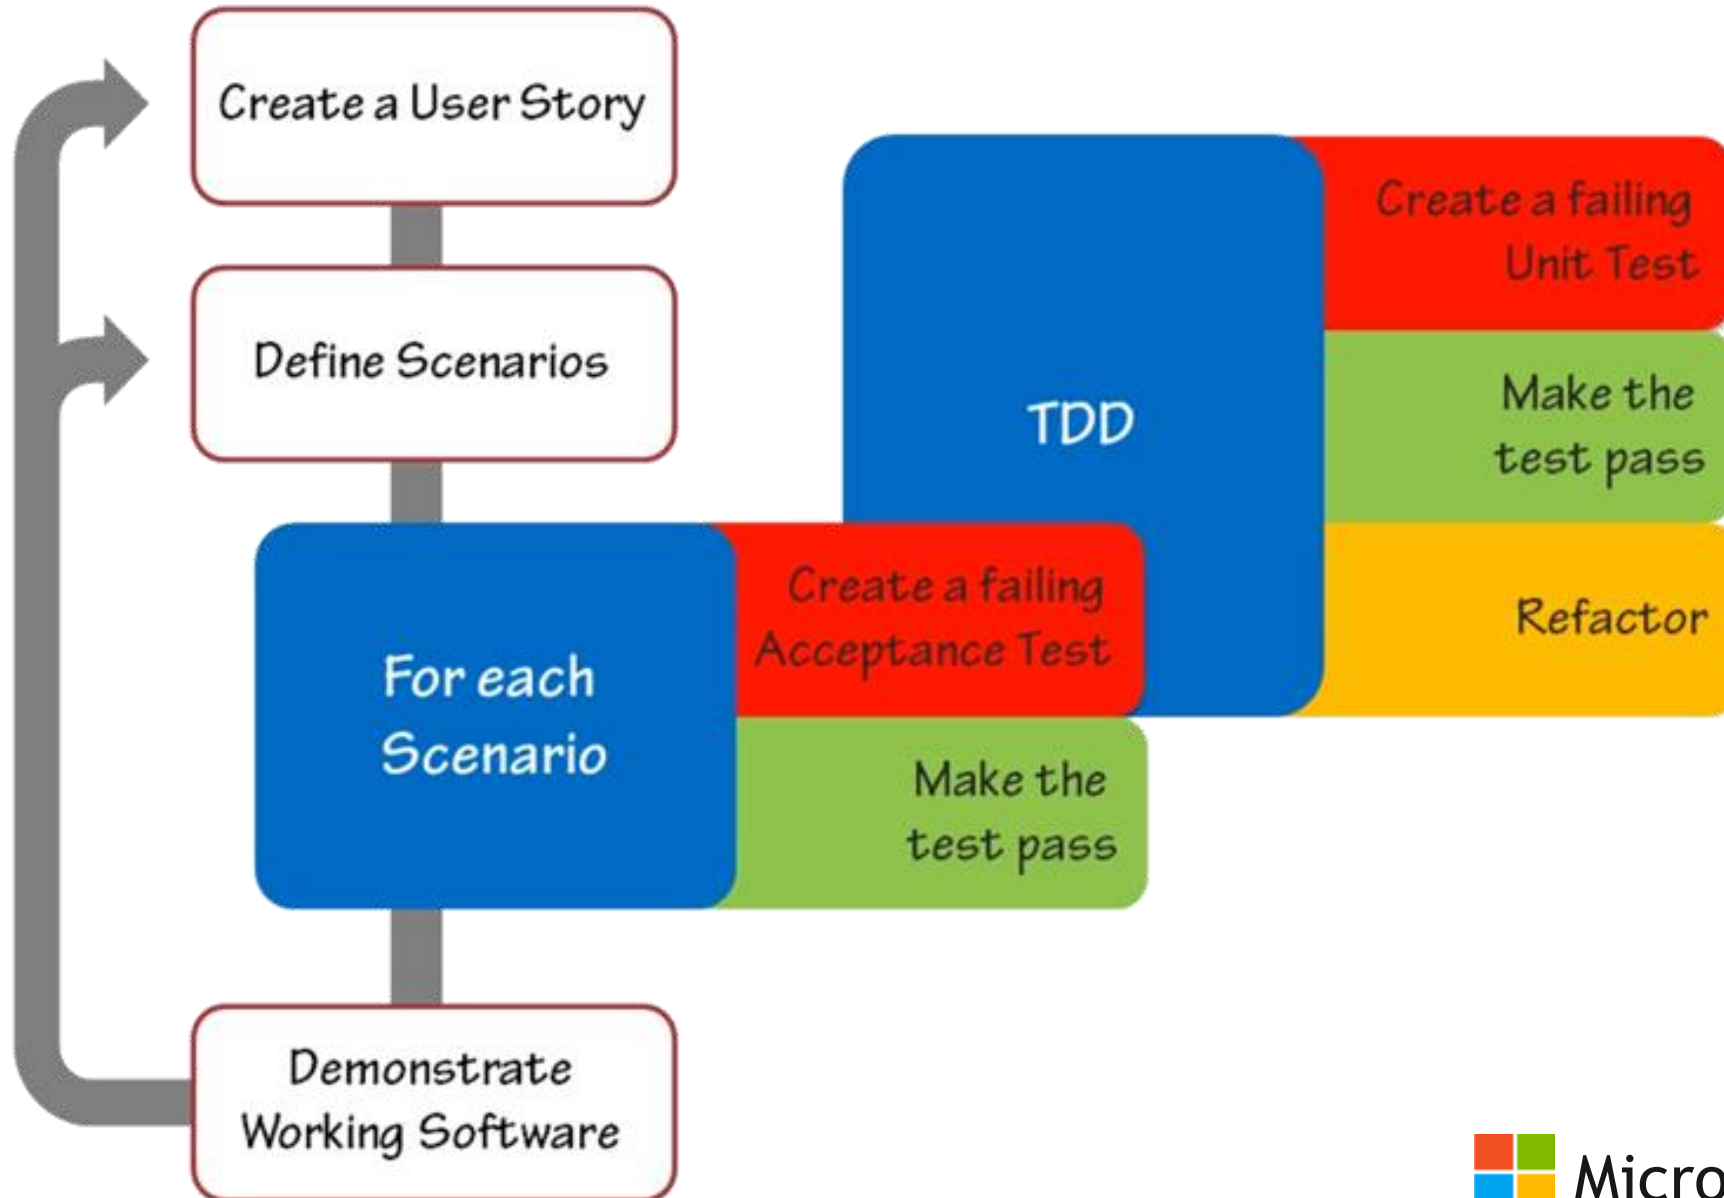 Create a User Story
Define Scenarios
For each
Scenario
Create a failing
Acceptance Test
Make the
test pass
TDD
Create a failing
Unit Test
Make the
test pass
Refactor
Demonstrate
Working Software